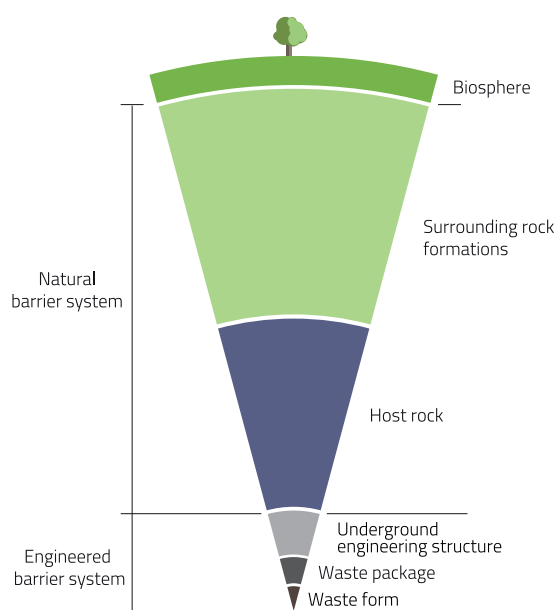 Biosphere
Surrounding rock
formations
Natural
barrier system
Host rock
Underground
engineering structure
Engineered
barrier system
Waste package
Waste form